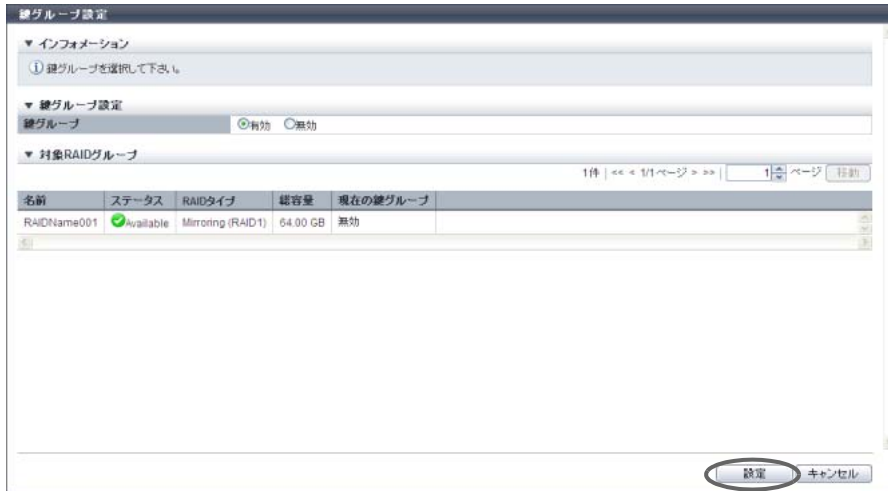 鍵グループ設定
▼ インフォメーション
鍵グループを選択して下さい。
▼ 鍵グループ設定
鍵グループ 有効 無効
▼ 対象RAIDグループ
1件 | << < 1/1ページ > >> | 1 ページ 移動
名前 ステータス RAIDタイプ 総容量 現在の鍵グループ
RAIDName001 Available Mirroring (RAID1) 64.00 GB 無効
設定 キャンセル